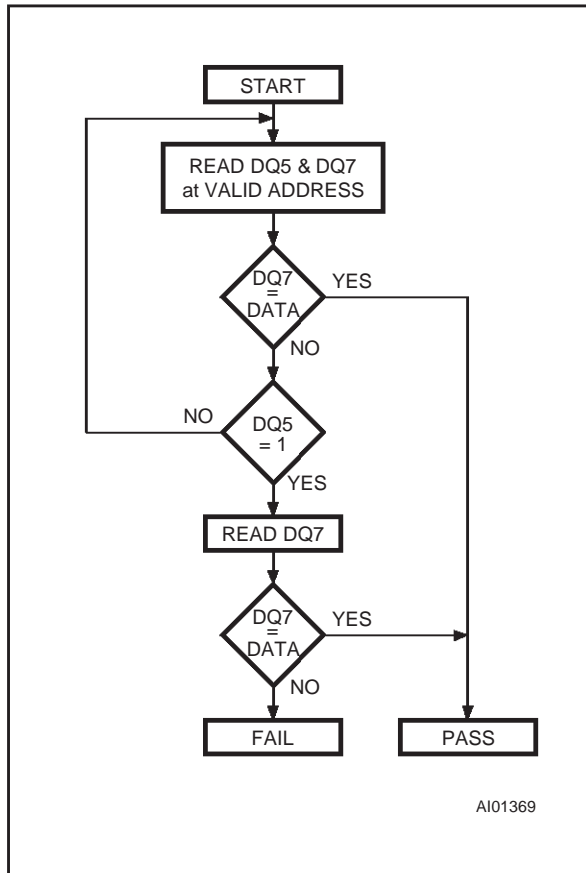 START
READ DQ5 & DQ7
at VALID ADDRESS
DQ7
=
DATA
YES
NO
NO
DQ5
= 1
YES
READ DQ7
DQ7
=
DATA
YES
NO
FAIL
PASS
AI01369